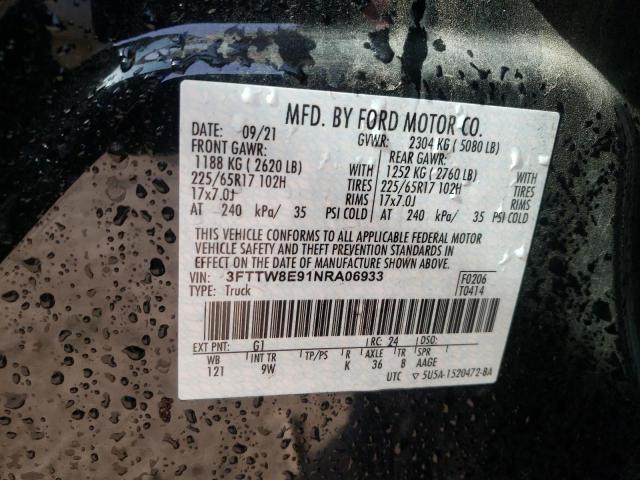 MFD. BY FORD MOTOR CO.
DATE: 09/21 GVWR: 2304 KG ( 5080 LB)
FRONT GAWR: REAR GAWR:
1188 KG ( 2620 LB) WITH 1252 KG ( 2760 LB) WITH
225/65R17 102H TIRES 225/65R17 102H TIRES
17x7.0J RIMS 17x7.0J RIMS
AT 240 kPa/ 35 PSI COLD AT 240 kPa/ 35 PSI COLD
THIS VEHICLE CONFORMS TO ALL APPLICABLE FEDERAL MOTOR
VEHICLE SAFETY AND THEFT PREVENTION STANDARDS IN
EFFECT ON THE DATE OF MANUFACTURE SHOWN ABOVE.
VIN: 3FTTW8E91NRA06933 F0206
TYPE: Truck T0414
EXT PNT: G1 RC: 24 DSO:
WB INT TR TP/PS R AXLE TR SPR
121 9W K 36 8 AAGE
UTC ▽ 5U5A-1520472-BA